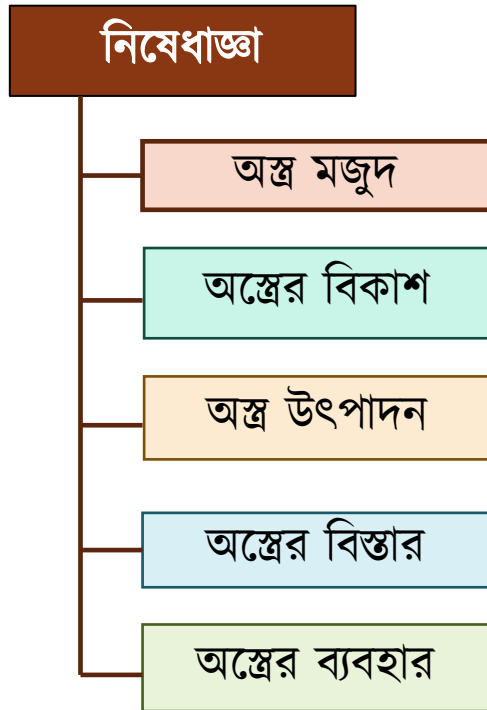 নিষেধাজ্ঞা
অস্ত্র মজুদ
অস্ত্রের বিকাশ
অস্ত্র উৎপাদন
অস্ত্রের বিস্তার
অস্ত্রের ব্যবহার